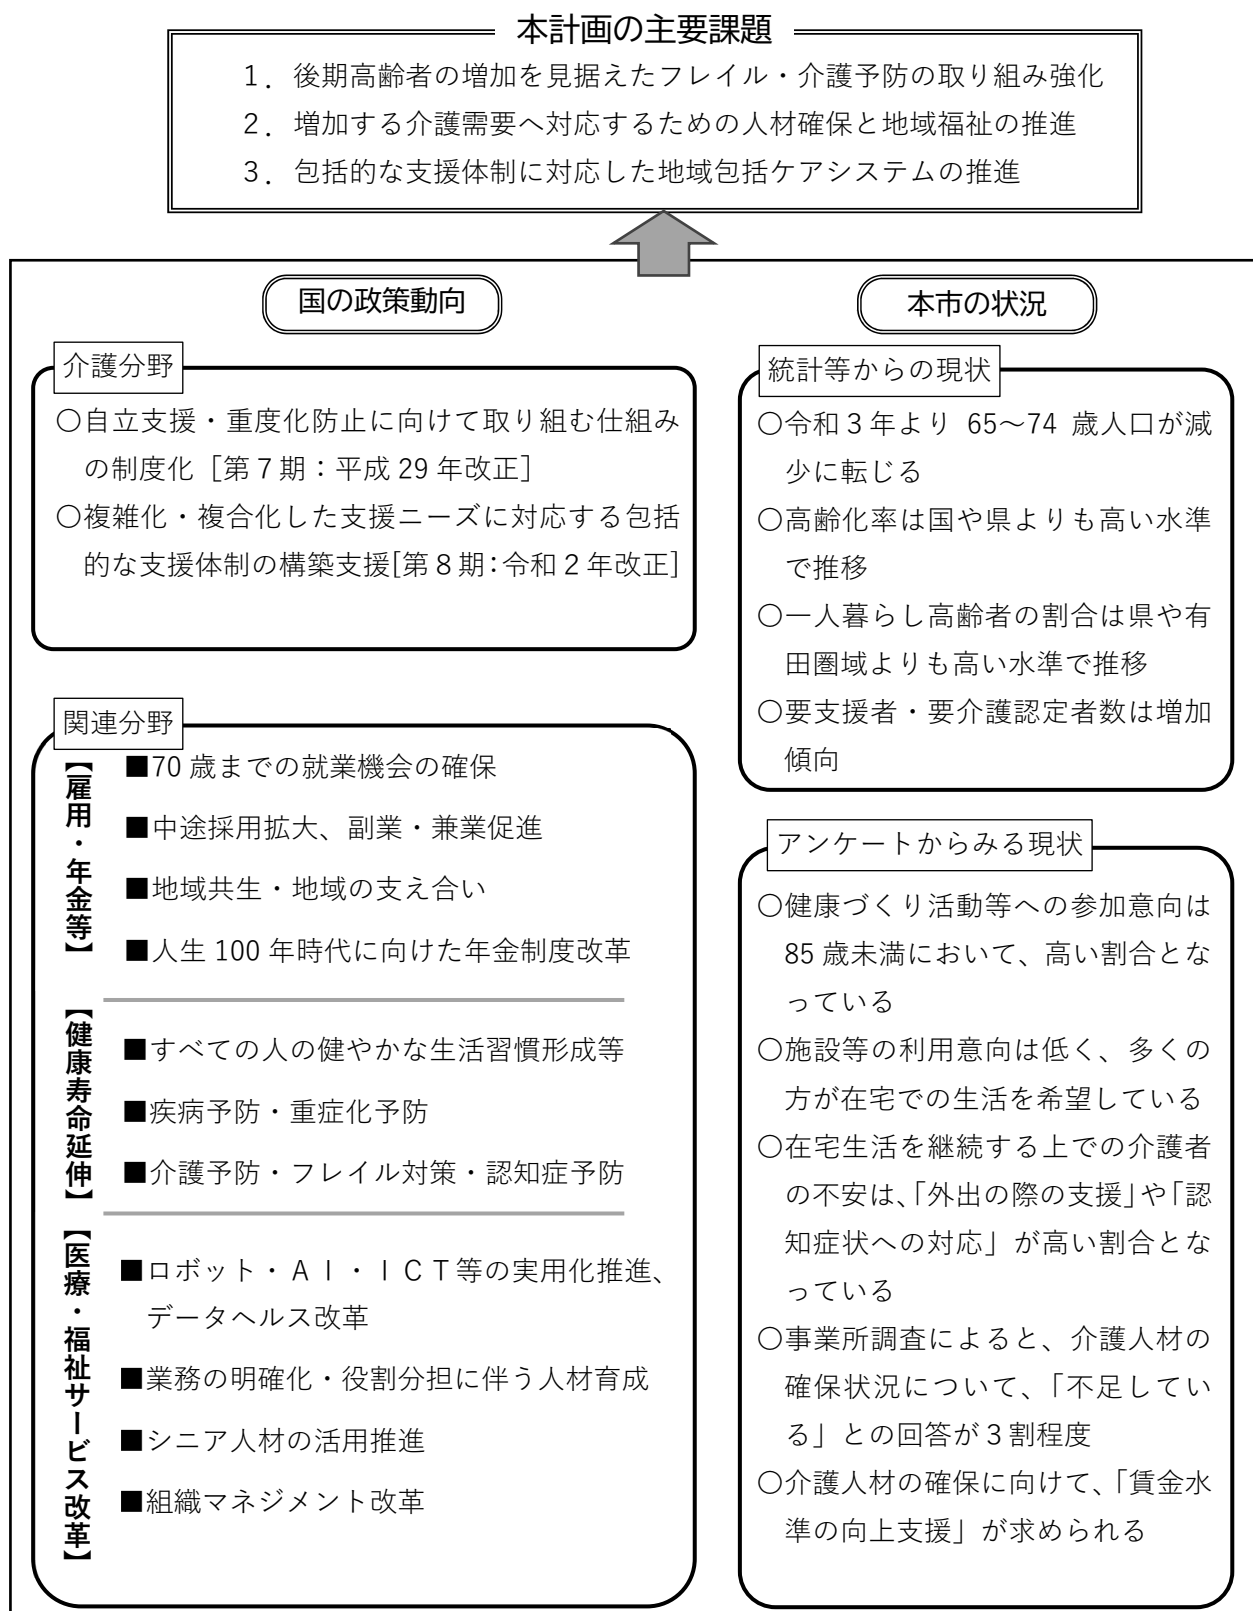 本計画の主要課題
１．後期高齢者の増加を見据えたフレイル・介護予防の取り組み強化
２．増加する介護需要へ対応するための人材確保と地域福祉の推進
３．包括的な支援体制に対応した地域包括ケアシステムの推進
国の政策動向
介護分野
〇自立支援・重度化防止に向けて取り組む仕組み
の制度化［第７期：平成 29 年改正］
〇複雑化・複合化した支援ニーズに対応する包括
的な支援体制の構築支援[第８期：令和２年改正]
関連分野
【雇用・年金等】
■70 歳までの就業機会の確保
■中途採用拡大、副業・兼業促進
■地域共生・地域の支え合い
■人生 100 年時代に向けた年金制度改革
【健康寿命延伸】
■すべての人の健やかな生活習慣形成等
■疾病予防・重症化予防
■介護予防・フレイル対策・認知症予防
【医療・福祉サービス改革】
■ロボット・ＡＩ・ＩＣＴ等の実用化推進、
データヘルス改革
■業務の明確化・役割分担に伴う人材育成
■シニア人材の活用推進
■組織マネジメント改革
本市の状況
統計等からの現状
〇令和３年より 65～74 歳人口が減
少に転じる
〇高齢化率は国や県よりも高い水準
で推移
〇一人暮らし高齢者の割合は県や有
田圏域よりも高い水準で推移
〇要支援者・要介護認定者数は増加
傾向
アンケートからみる現状
〇健康づくり活動等への参加意向は
85 歳未満において、高い割合とな
っている
〇施設等の利用意向は低く、多くの
方が在宅での生活を希望している
〇在宅生活を継続する上での介護者
の不安は、「外出の際の支援」や「認
知症状への対応」が高い割合とな
っている
〇事業所調査によると、介護人材の
確保状況について、「不足してい
る」との回答が３割程度
〇介護人材の確保に向けて、「賃金水
準の向上支援」が求められる